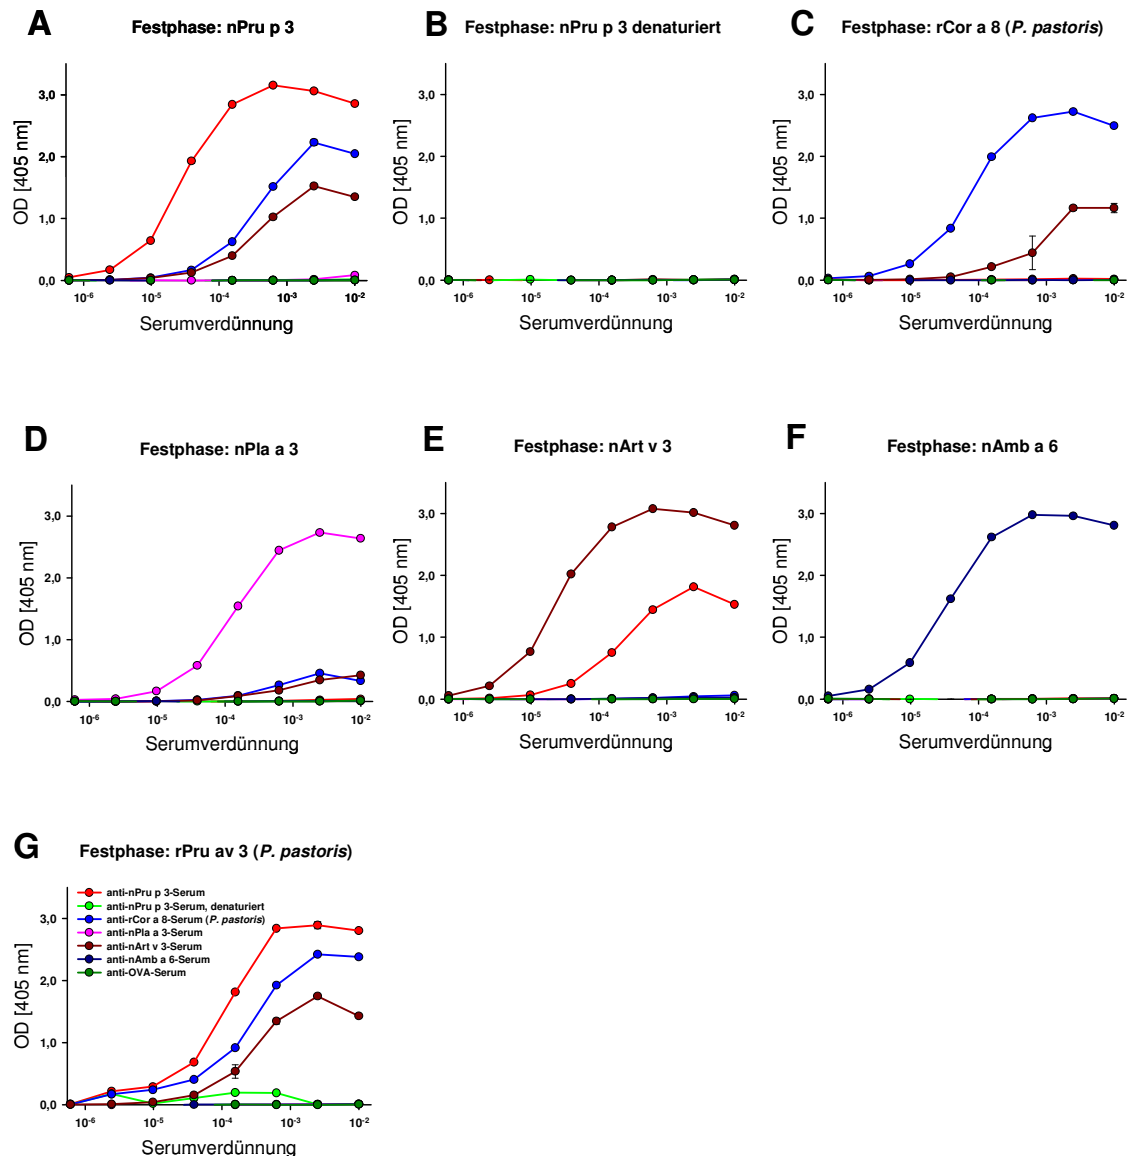 A
Festphase: nPru p 3
OD [405 nm]
3,0
2,0
1,0
0,0
10-6
10-5
10-4
10-3
10-2
Serumverdünnung
B
Festphase: nPru p 3 denaturiert
OD [405 nm]
3,0
2,0
1,0
0,0
10-6
10-5
10-4
10-3
10-2
Serumverdünnung
C
Festphase: rCor a 8 (P. pastoris)
OD [405 nm]
3,0
2,0
1,0
0,0
10-6
10-5
10-4
10-3
10-2
Serumverdünnung
D
Festphase: nPla a 3
OD [405 nm]
3,0
2,0
1,0
0,0
10-6
10-5
10-4
10-3
10-2
Serumverdünnung
E
Festphase: nArt v 3
OD [405 nm]
3,0
2,0
1,0
0,0
10-6
10-5
10-4
10-3
10-2
Serumverdünnung
F
Festphase: nAmb a 6
OD [405 nm]
3,0
2,0
1,0
0,0
10-6
10-5
10-4
10-3
10-2
Serumverdünnung
G
Festphase: rPru av 3 (P. pastoris)
anti-nPru p 3-Serum
anti-nPru p 3-Serum, denaturiert
anti-rCor a 8-Serum (P. pastoris)
anti-nPla a 3-Serum
anti-nArt v 3-Serum
anti-nAmb a 6-Serum
anti-OVA-Serum
OD [405 nm]
3,0
2,0
1,0
0,0
10-6
10-5
10-4
10-3
10-2
Serumverdünnung